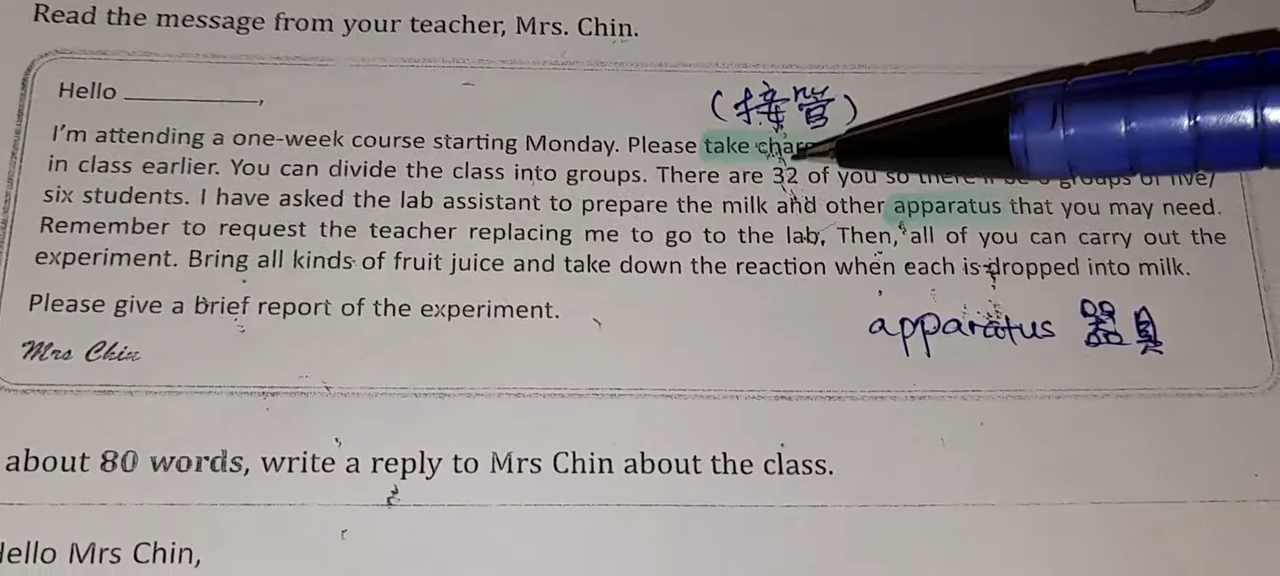 Read the message from your teacher, Mrs. Chin.
Hello __________,
(接管)
I'm attending a one-week course starting Monday. Please take
in class earlier. You can divide the class into groups. There are 32 of you so groups of five/
six students. I have asked the lab assistant to prepare the milk and other apparatus that you may need.
Remember to request the teacher replacing me to go to the lab. Then, all of you can carry out the
experiment. Bring all kinds of fruit juice and take down the reaction when each is dropped into milk.
Please give a brief report of the experiment.
apparatus 器具
Mrs Chin
about 80 words, write a reply to Mrs Chin about the class.
Hello Mrs Chin,